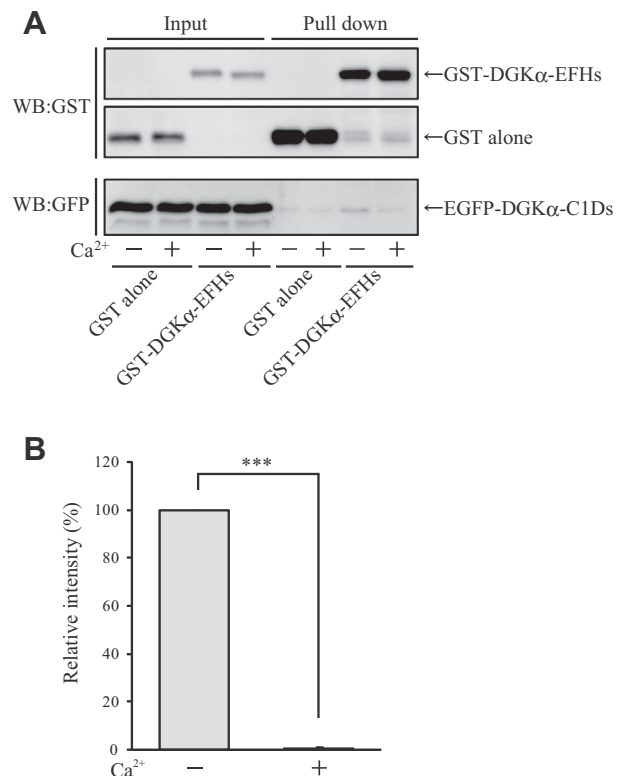 A
Input Pull down
WB:GST
←GST-DGKα-EFHs
←GST alone
WB:GFP
←EGFP-DGKα-C1Ds
Ca²⁺ − + − + − + − +
GST alone
GST-DGKα-EFHs
GST alone
GST-DGKα-EFHs
B
Relative intensity (%)
120
100
80
60
40
20
0
***
Ca²⁺ − +